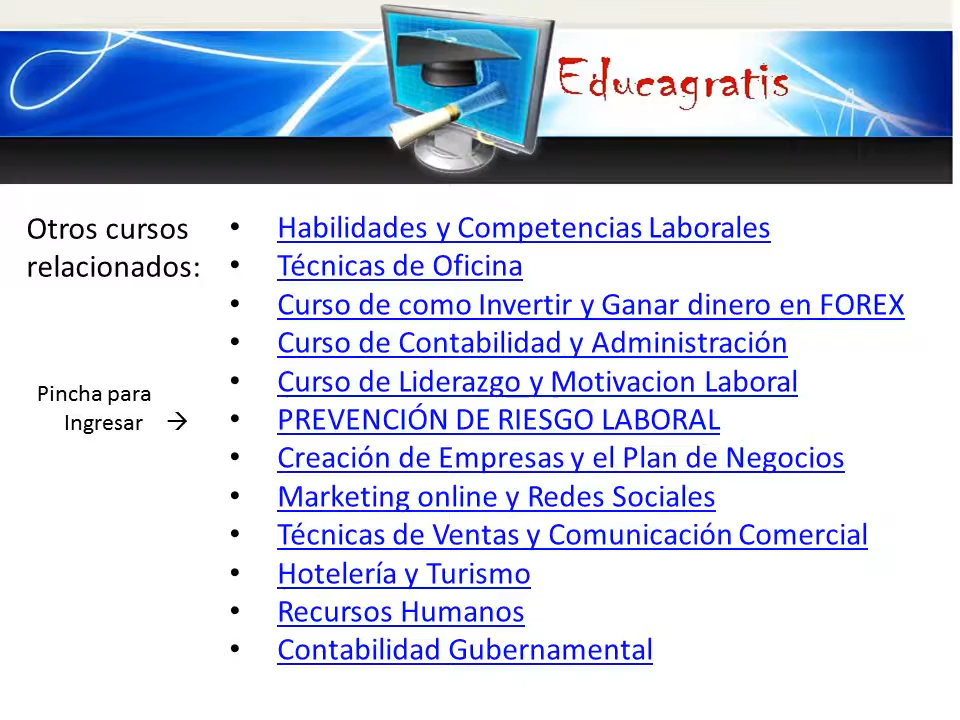 Educagratis
Otros cursos
relacionados:
Pincha para
Ingresar →
• Habilidades y Competencias Laborales
• Técnicas de Oficina
• Curso de como Invertir y Ganar dinero en FOREX
• Curso de Contabilidad y Administración
• Curso de Liderazgo y Motivacion Laboral
• PREVENCIÓN DE RIESGO LABORAL
• Creación de Empresas y el Plan de Negocios
• Marketing online y Redes Sociales
• Técnicas de Ventas y Comunicación Comercial
• Hotelería y Turismo
• Recursos Humanos
• Contabilidad Gubernamental